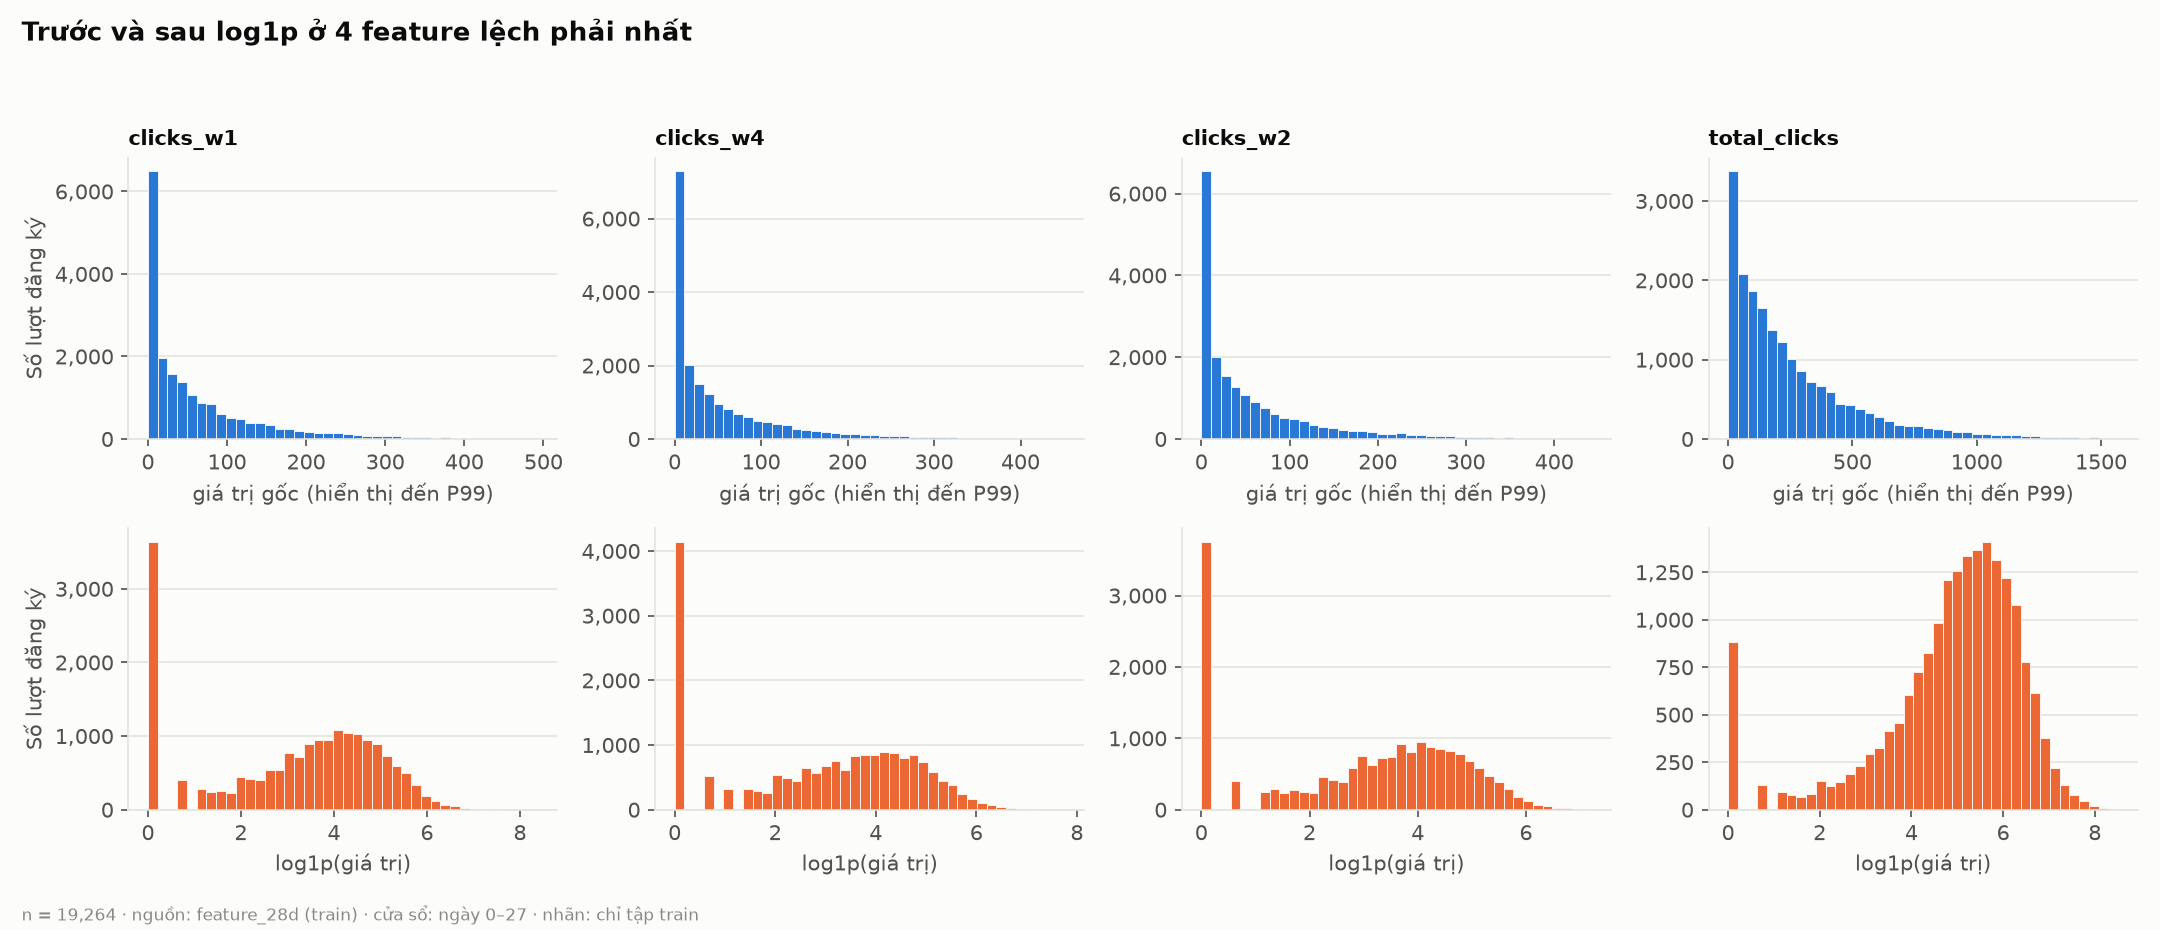 Trước và sau log1p ở 4 feature lệch phải nhất
clicks_w1
clicks_w4
clicks_w2
total_clicks
Số lượt đăng ký
6,000
4,000
2,000
0
0 100 200 300 400 500
giá trị gốc (hiển thị đến P99)
6,000
4,000
2,000
0
0 100 200 300 400
giá trị gốc (hiển thị đến P99)
6,000
4,000
2,000
0
0 100 200 300 400
giá trị gốc (hiển thị đến P99)
3,000
2,000
1,000
0
0 500 1000 1500
giá trị gốc (hiển thị đến P99)
Số lượt đăng ký
3,000
2,000
1,000
0
0 2 4 6 8
log1p(giá trị)
4,000
3,000
2,000
1,000
0
0 2 4 6 8
log1p(giá trị)
3,000
2,000
1,000
0
0 2 4 6
log1p(giá trị)
1,250
1,000
750
500
250
0
0 2 4 6 8
log1p(giá trị)
n = 19,264 · nguồn: feature_28d (train) · cửa sổ: ngày 0–27 · nhãn: chỉ tập train